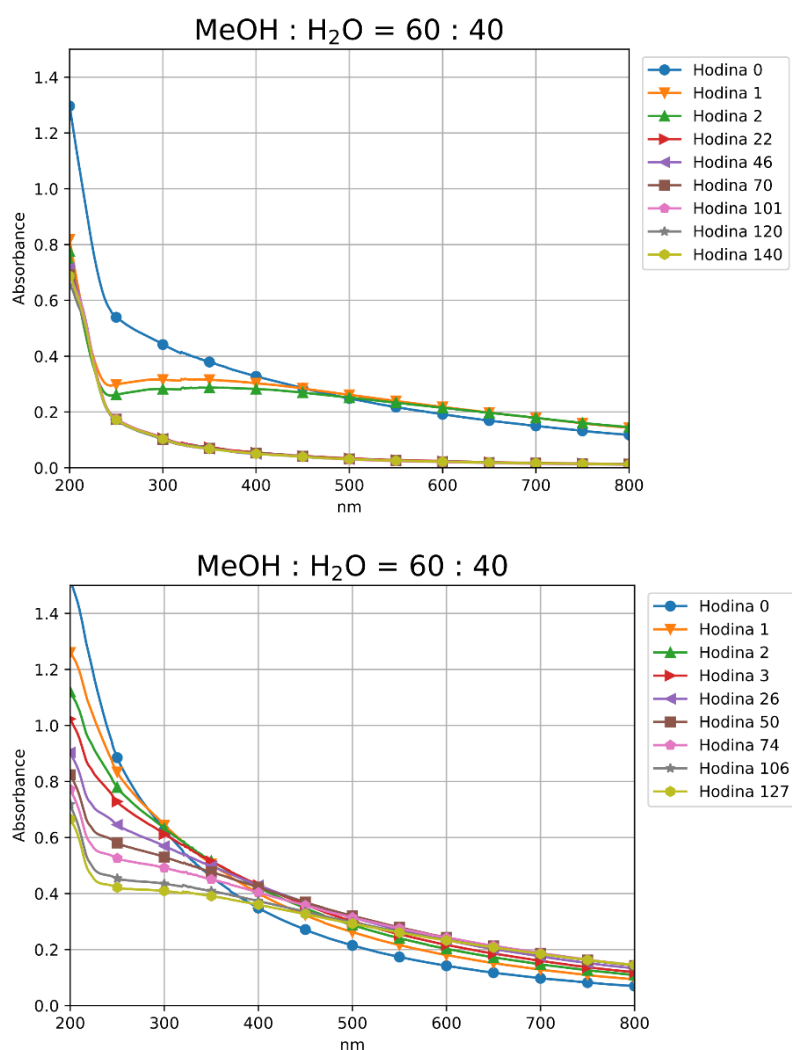 MeOH : H₂O = 60 : 40
1.4
1.2
1.0
0.8
0.6
0.4
0.2
0.0
Absorbance
200 300 400 500 600 700 800
nm
Hodina 0
Hodina 1
Hodina 2
Hodina 22
Hodina 46
Hodina 70
Hodina 101
Hodina 120
Hodina 140
MeOH : H₂O = 60 : 40
1.4
1.2
1.0
0.8
0.6
0.4
0.2
0.0
Absorbance
200 300 400 500 600 700 800
nm
Hodina 0
Hodina 1
Hodina 2
Hodina 3
Hodina 26
Hodina 50
Hodina 74
Hodina 106
Hodina 127